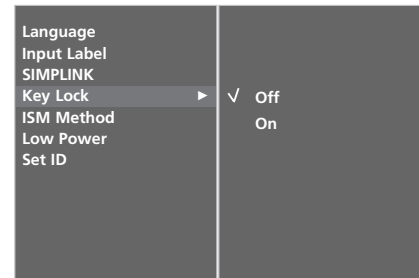 Language
Input Label
SIMPLINK
Key Lock ►
ISM Method
Low Power
Set ID
√ Off
On